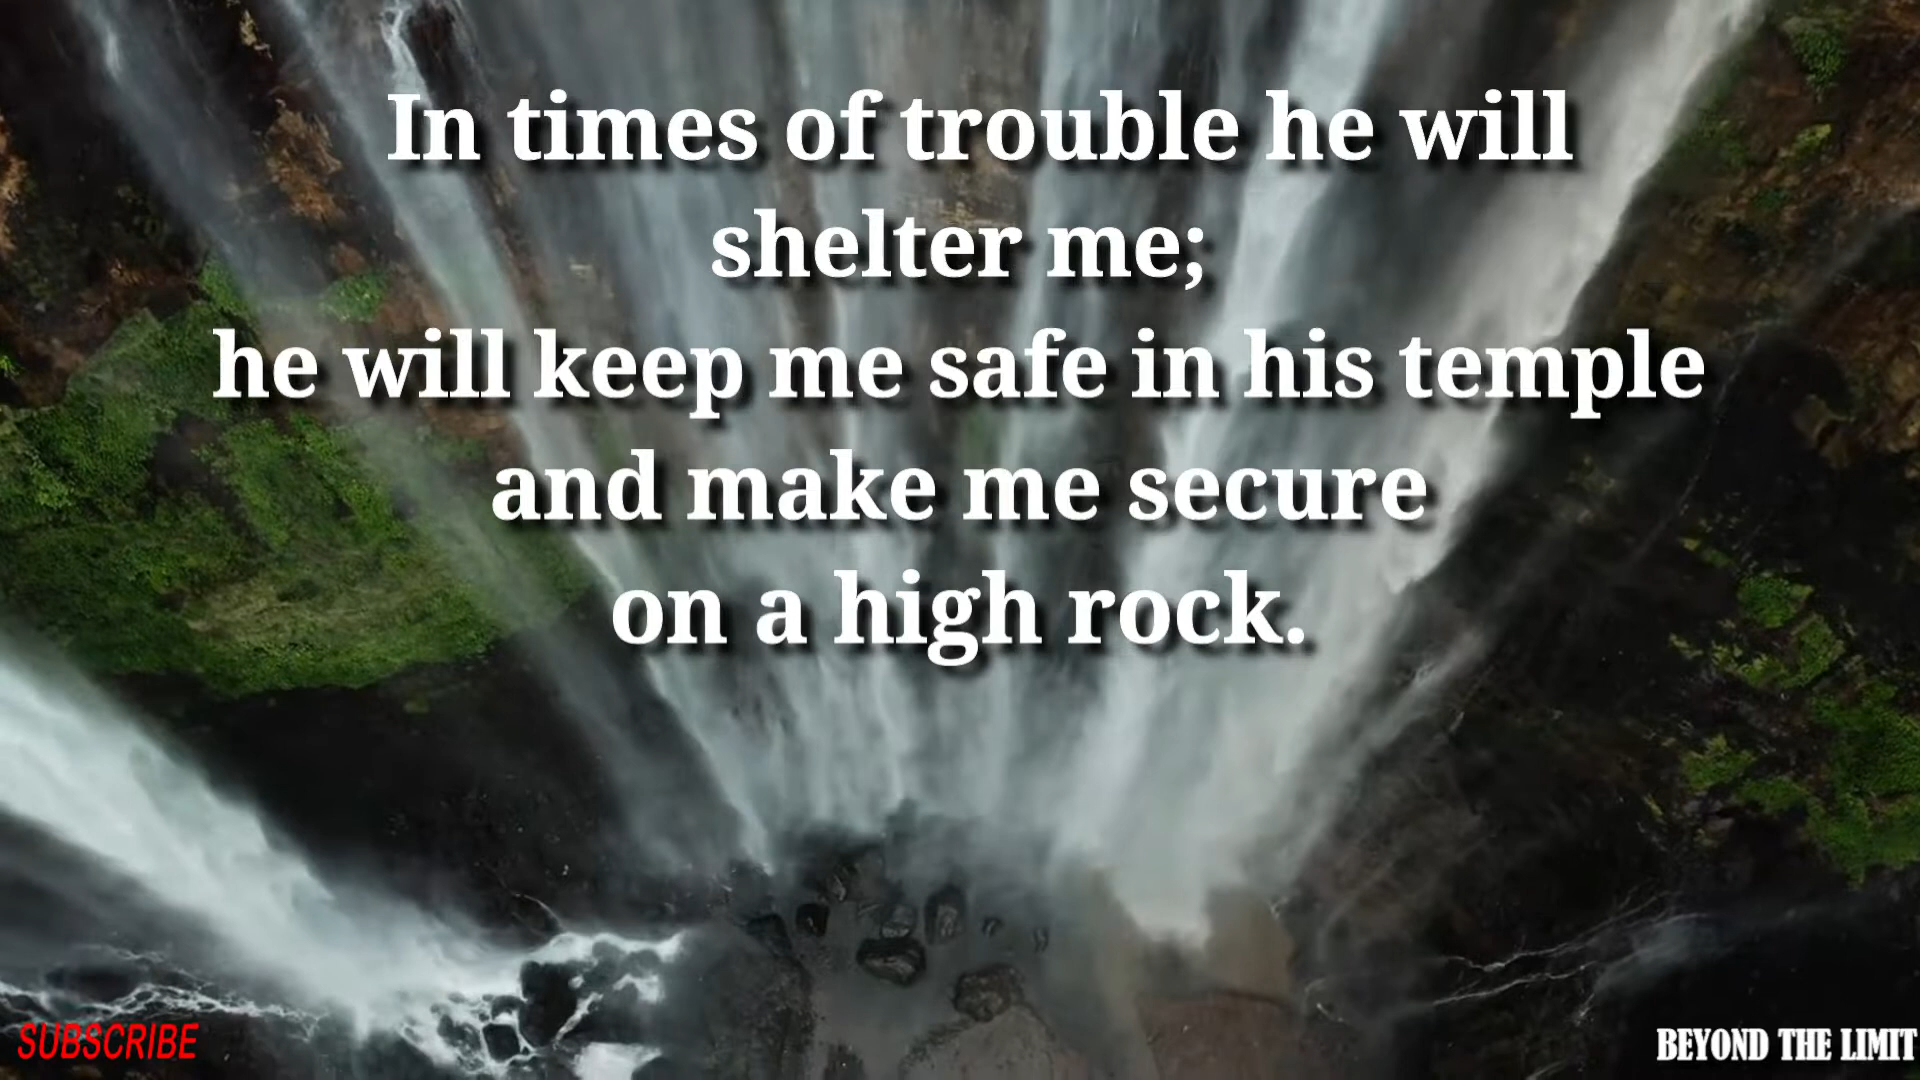 In times of trouble he will
shelter me;
he will keep me safe in his temple
and make me secure
on a high rock.
SUBSCRIBE
BEYOND THE LIMIT